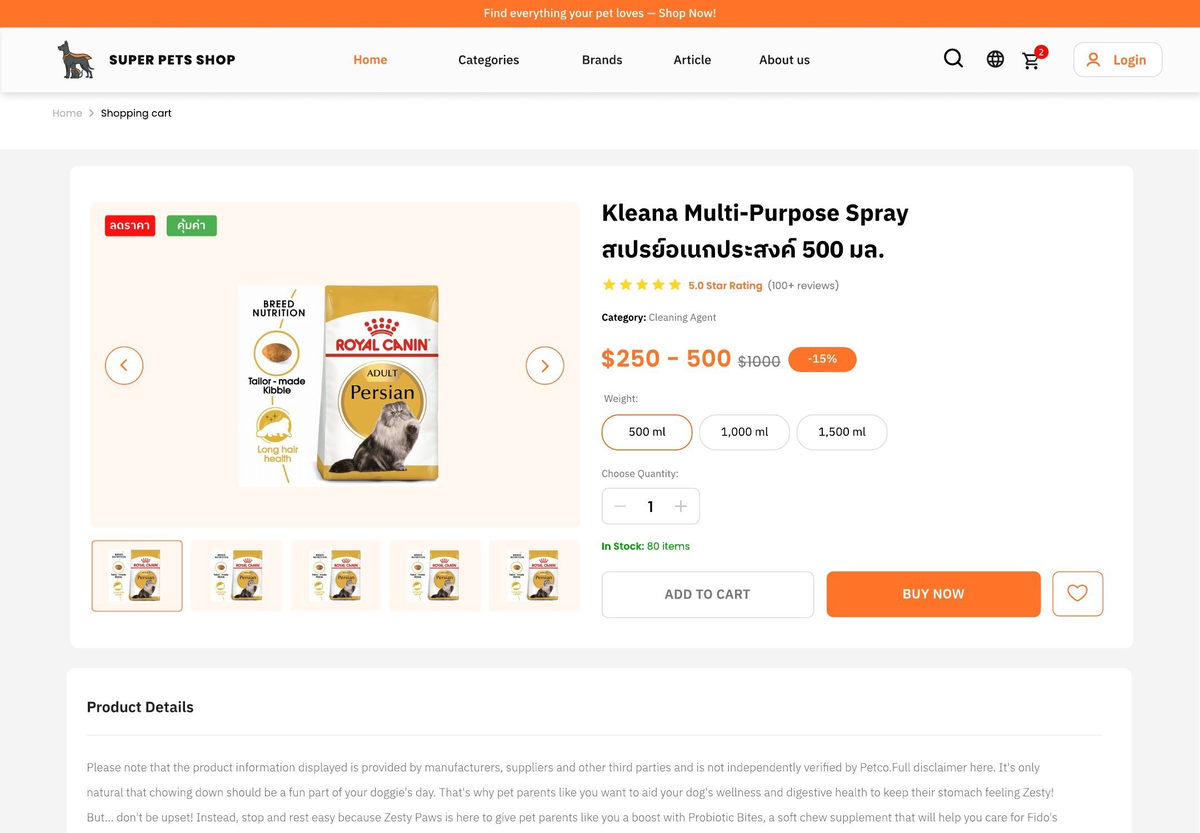 Find everything your pet loves — Shop Now!
SUPER PETS SHOP
Home
Categories
Brands
Article
About us
2
Login
Home > Shopping cart
ลดราคา
คุ้มค่า
BREED
NUTRITION
Tailor - made
Kibble
Long hair
health
ROYAL CANIN
ADULT
Persian
Kleana Multi-Purpose Spray
สเปรย์อเนกประสงค์ 500 มล.
5.0 Star Rating (100+ reviews)
Category: Cleaning Agent
$250 - 500 $1000 -15%
Weight:
500 ml
1,000 ml
1,500 ml
Choose Quantity:
1
In Stock: 80 items
ADD TO CART
BUY NOW
Product Details
Please note that the product information displayed is provided by manufacturers, suppliers and other third parties and is not independently verified by Petco.Full disclaimer here. It's only
natural that chowing down should be a fun part of your doggie's day. That's why pet parents like you want to aid your dog's wellness and digestive health to keep their stomach feeling Zesty!
But... don't be upset! Instead, stop and rest easy because Zesty Paws is here to give pet parents like you a boost with Probiotic Bites, a soft chew supplement that will help you care for Fido's